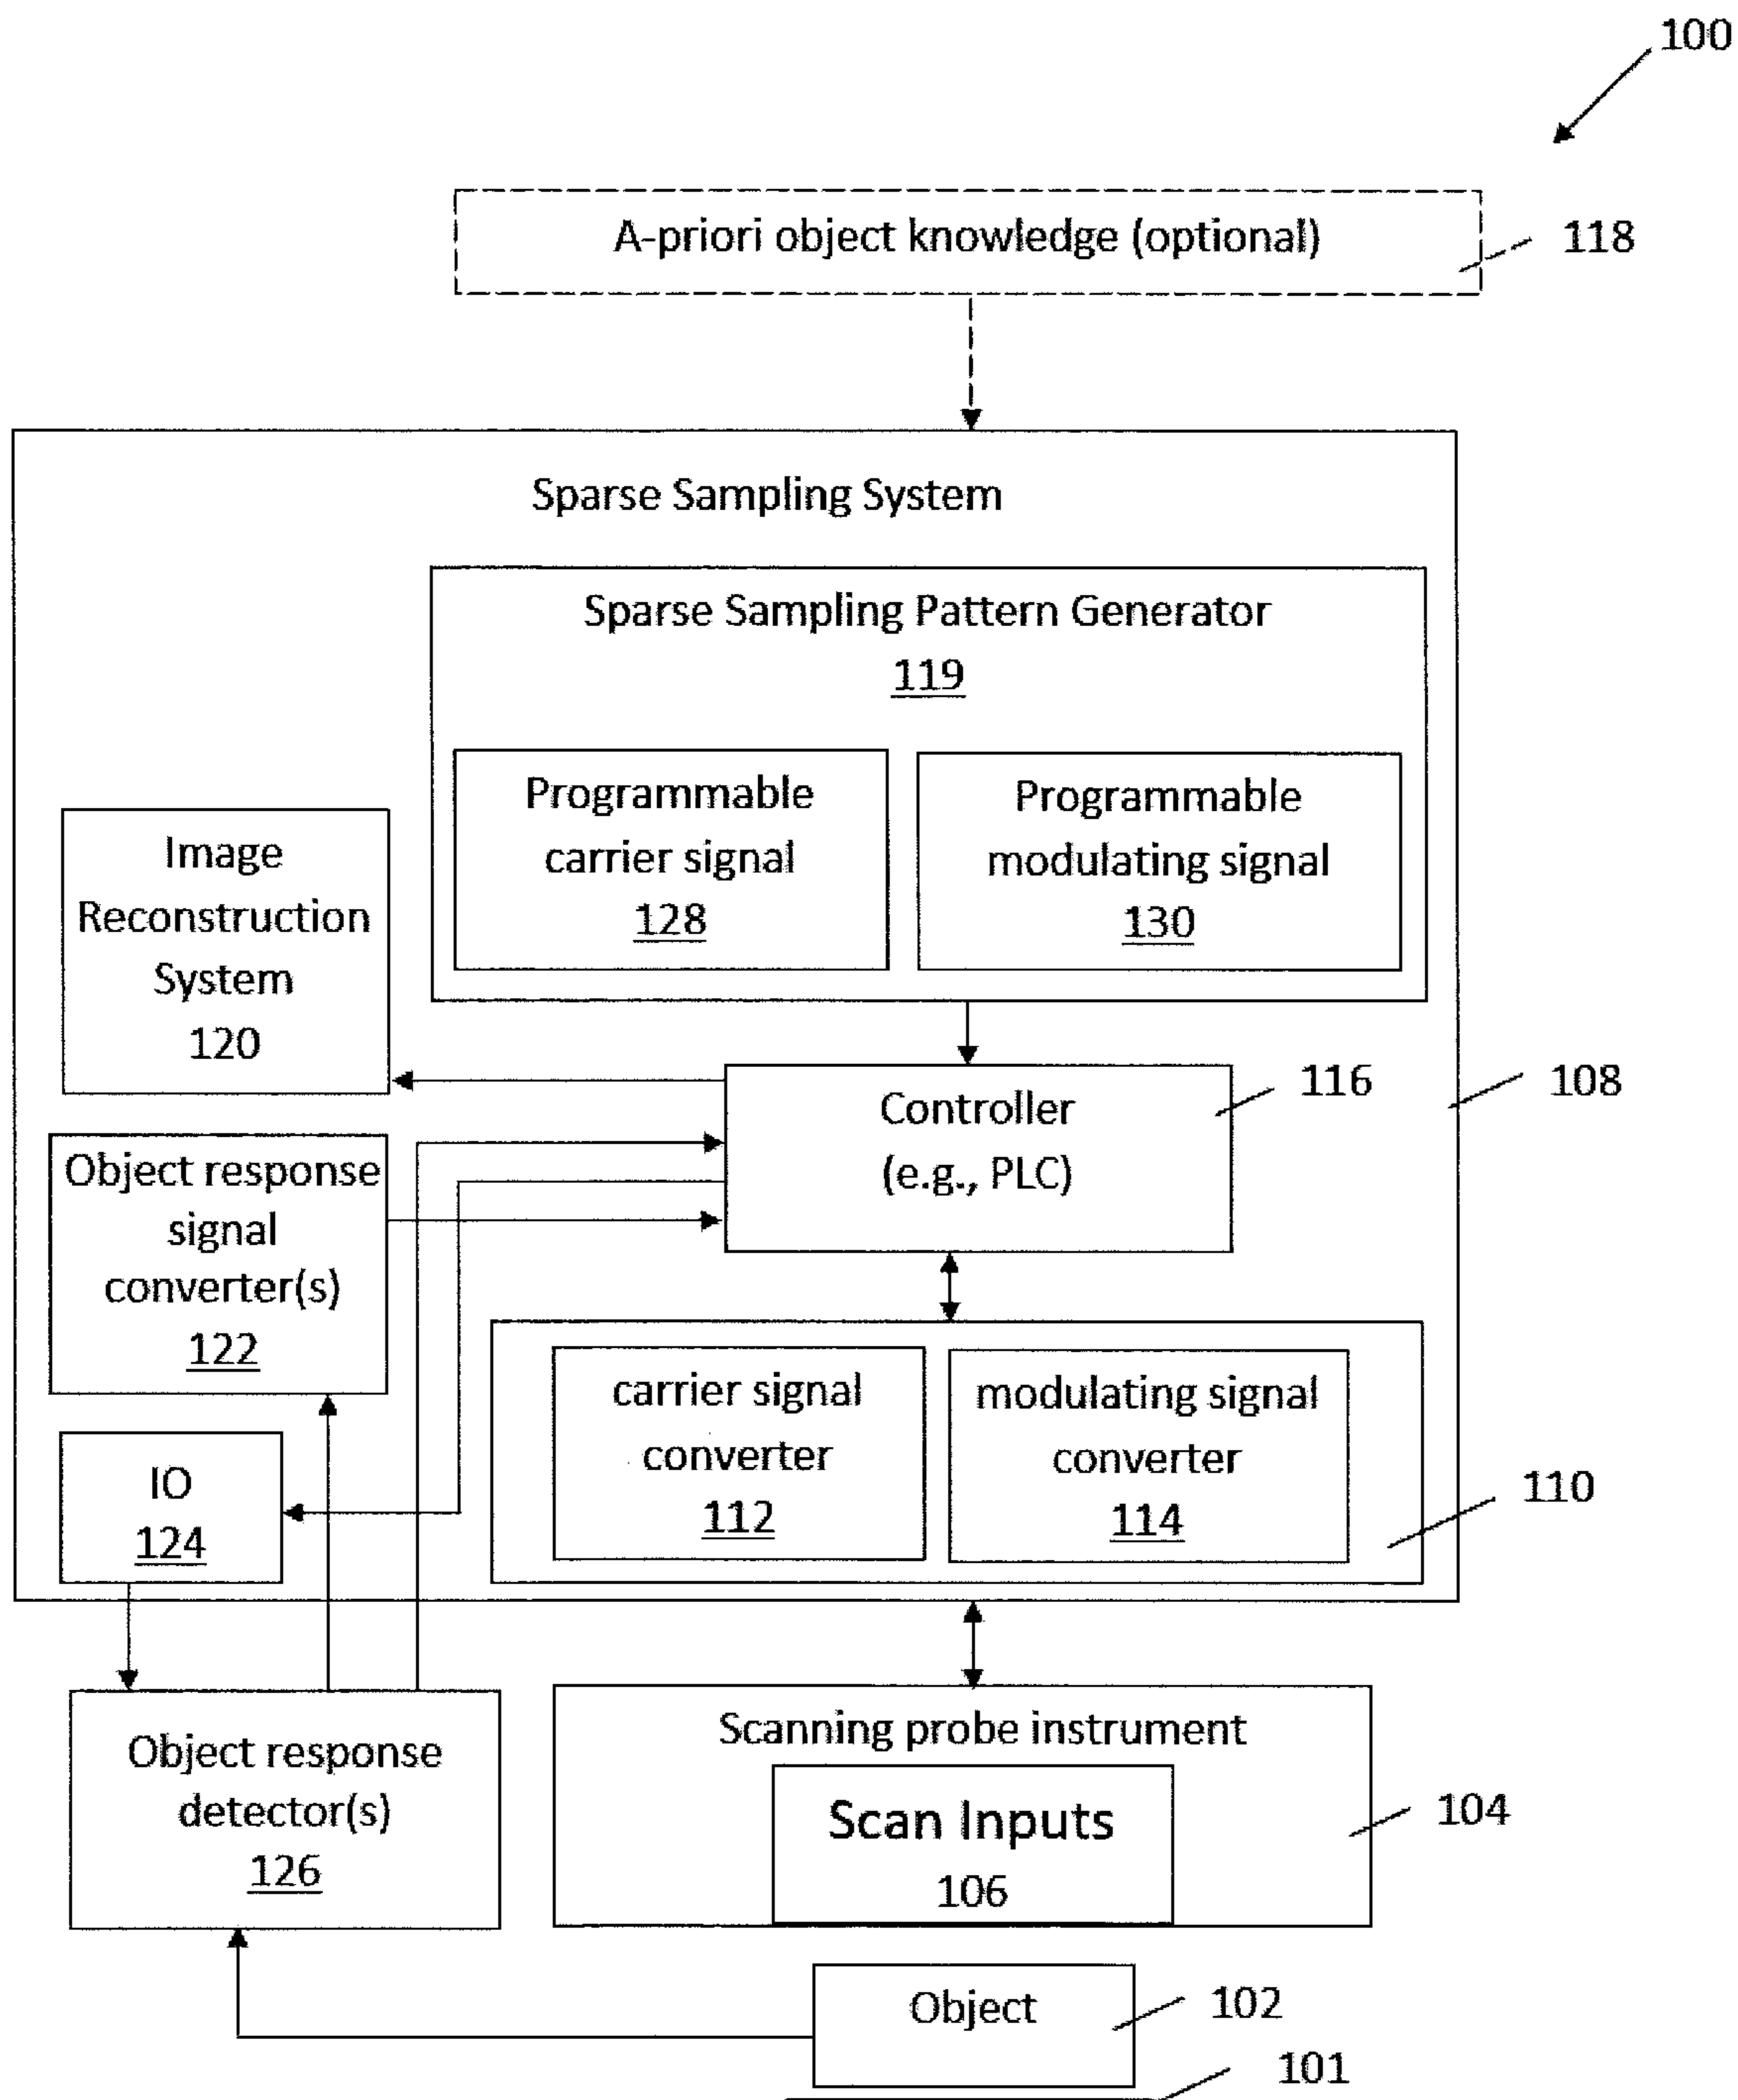 100
A-priori object knowledge (optional)
118
Sparse Sampling System
Sparse Sampling Pattern Generator
119
Programmable
carrier signal
128
Programmable
modulating signal
130
Image
Reconstruction
System
120
Controller
(e.g., PLC)
116
108
Object response
signal
converter(s)
122
carrier signal
converter
112
modulating signal
converter
114
110
IO
124
Object response
detector(s)
126
Scanning probe instrument
Scan Inputs
106
104
Object
102
101